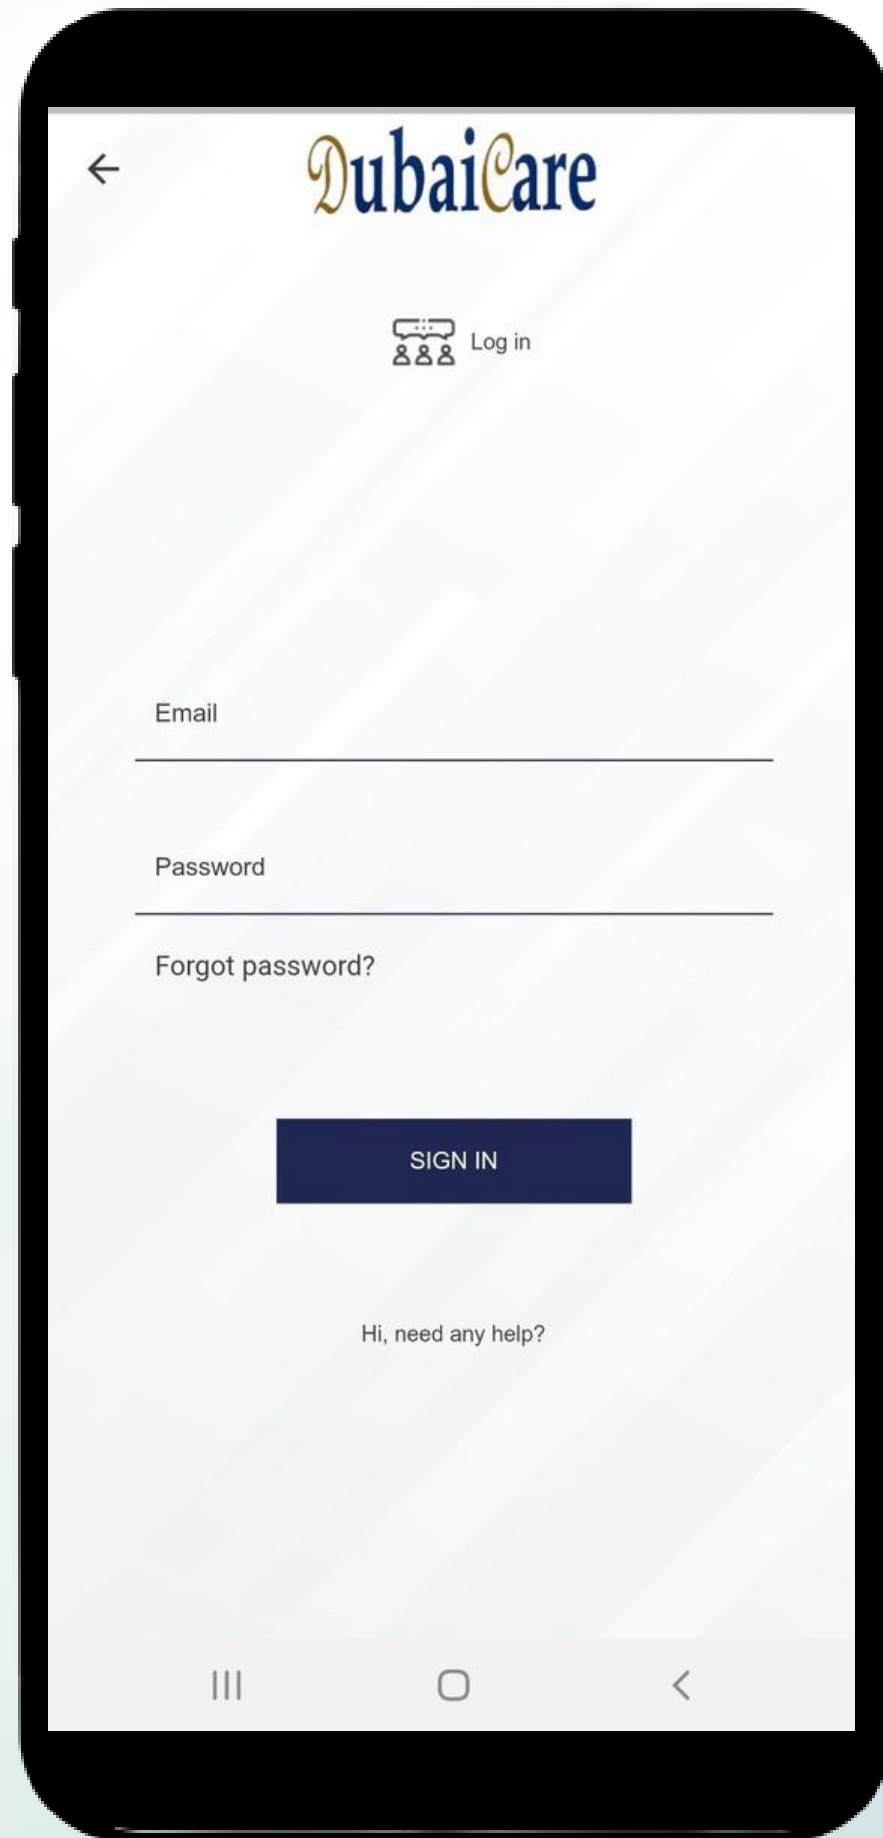 DubaiCare
Log in
Email
Password
Forgot password?
SIGN IN
Hi, need any help?